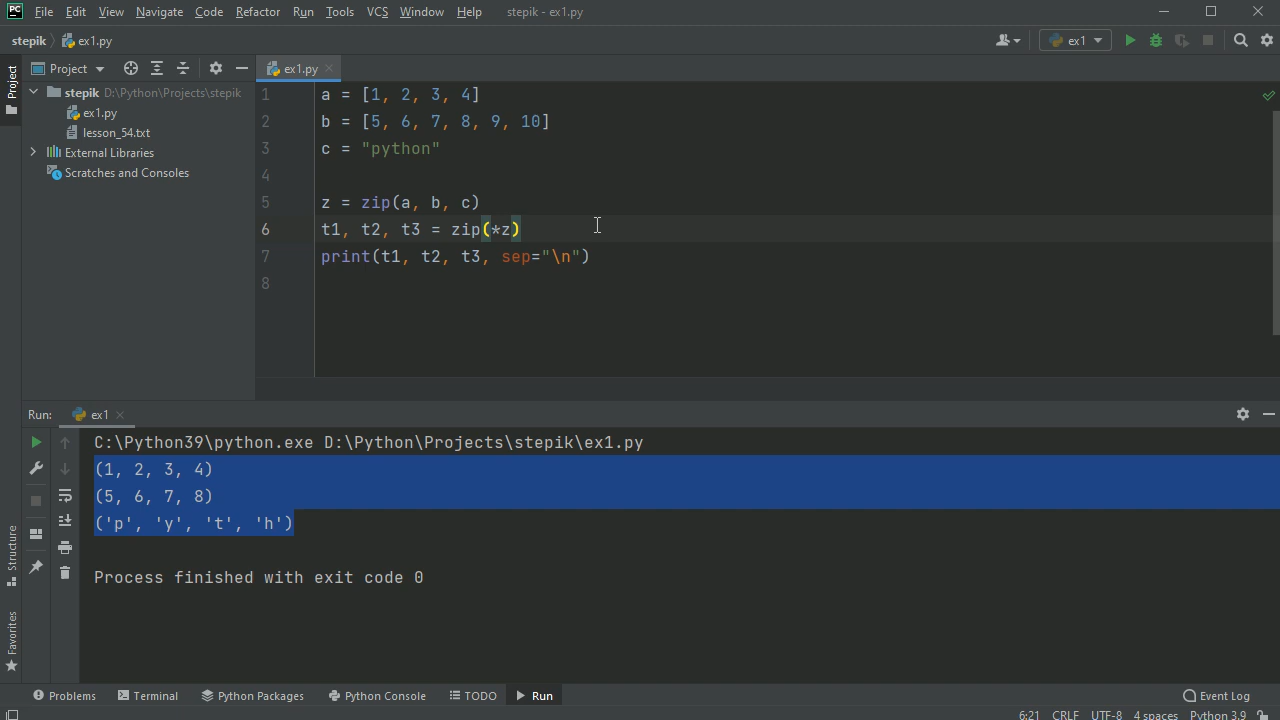 PC File Edit View Navigate Code Refactor Run Tools VCS Window Help stepik - ex1.py
stepik ex1.py ex1
Project Project ex1.py
stepik D:\Python\Projects\stepik
ex1.py
lesson_54.txt
External Libraries
Scratches and Consoles
1 a = [1, 2, 3, 4]
2 b = [5, 6, 7, 8, 9, 10]
3 c = "python"
4
5 z = zip(a, b, c)
6 t1, t2, t3 = zip(*z)
7 print(t1, t2, t3, sep="\n")
8
Run: ex1
C:\Python39\python.exe D:\Python\Projects\stepik\ex1.py
(1, 2, 3, 4)
(5, 6, 7, 8)
('p', 'y', 't', 'h')
Process finished with exit code 0
Structure
Favorites
Problems Terminal Python Packages Python Console TODO Run Event Log
6:21 CRLF UTF-8 4 spaces Python 3.9